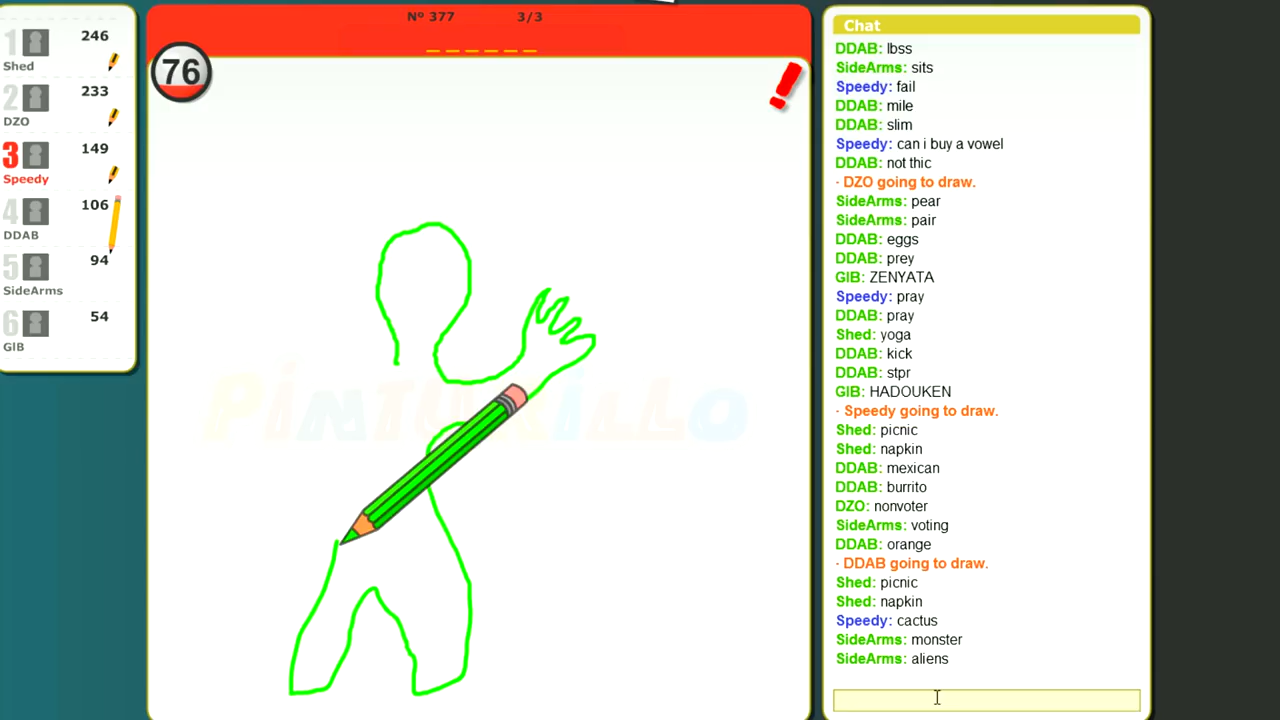 1
246
Shed
2
233
DZO
3
149
Speedy
4
106
DDAB
5
94
SideArms
6
54
GIB
Nº 377 3/3
_ _ _ _ _ _
76
PiNTURiLLO
Chat
DDAB: lbss
SideArms: sits
Speedy: fail
DDAB: mile
DDAB: slim
Speedy: can i buy a vowel
DDAB: not thic
· DZO going to draw.
SideArms: pear
SideArms: pair
DDAB: eggs
DDAB: prey
GIB: ZENYATA
Speedy: pray
DDAB: pray
Shed: yoga
DDAB: kick
DDAB: stpr
GIB: HADOUKEN
· Speedy going to draw.
Shed: picnic
Shed: napkin
DDAB: mexican
DDAB: burrito
DZO: nonvoter
SideArms: voting
DDAB: orange
· DDAB going to draw.
Shed: picnic
Shed: napkin
Speedy: cactus
SideArms: monster
SideArms: aliens